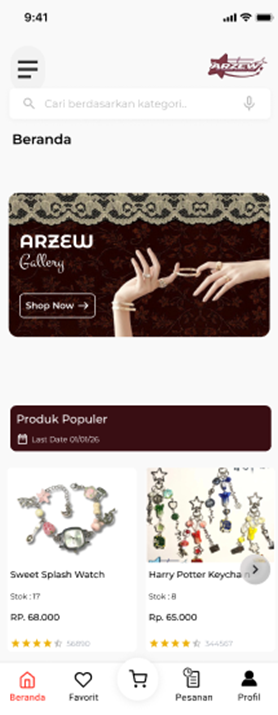 9:41
ARZEW
Cari berdasarkan kategori..
Beranda
ARZEW
Gallery
Shop Now →
Produk Populer
Last Date 01/01/26
Sweet Splash Watch
Stok : 17
RP. 68.000
56890
Harry Potter Keychain
Stok : 8
Rp. 65.000
344567
Beranda
Favorit
Pesanan
Profil